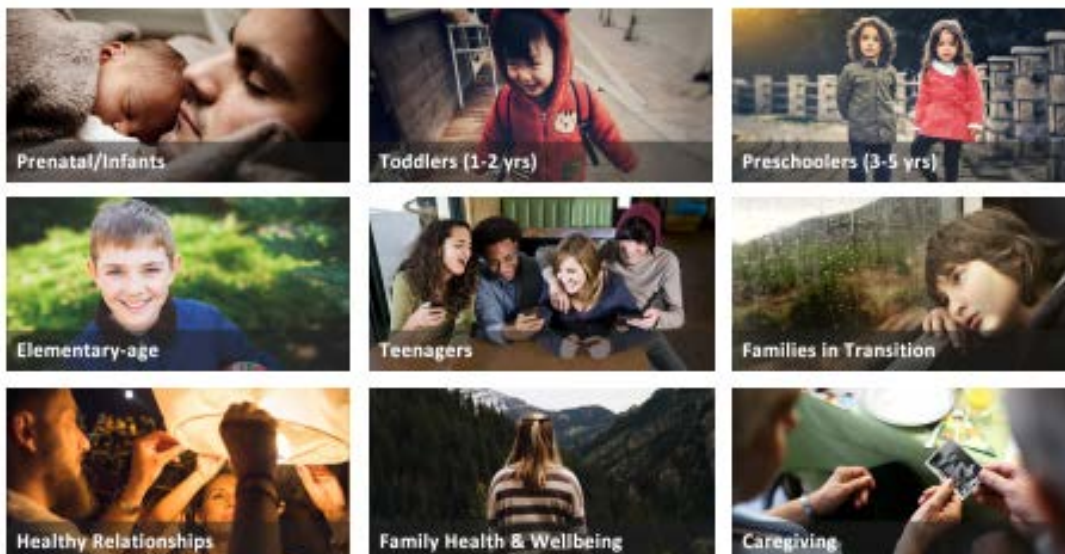 Prenatal/Infants
Toddlers (1-2 yrs)
Preschoolers (3-5 yrs)
Elementary-age
Teenagers
Families in Transition
Healthy Relationships
Family Health & Wellbeing
Caregiving